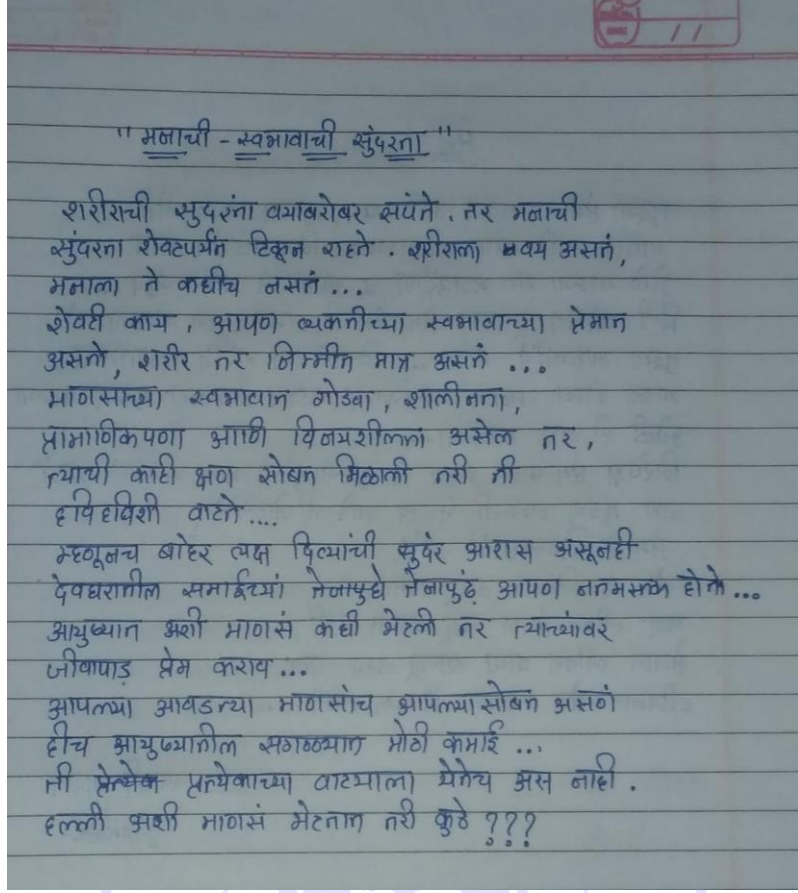 " मनाची - स्वभावाची सुंदरता "
शरीराची सुदरंता वयाबरोबर संपते. तर मनाची
सुंदरता शेवटपर्यंत टिकून राहते. शरीराला वय असतं,
मनाला ते कधीच नसतं...
शेवटी काय, आपण व्यक्तीच्या स्वभावाच्या प्रेमात
असतो, शरीर तर निम्मीत मात्र असतं ...
माणसाच्या स्वभावात गोडवा, शालीनता,
प्रामाणिकपणा आणि विनयशीलता असेल तर,
त्याची काही क्षण सोबत मिळाली तरी ती
हविहविशी वाटते....
म्हणूनच बाहेर लक्ष दिव्यांची सुदंर आरास असूनही
देवघरातील समईच्यां तेजापुढे तेजापुढं आपण नतमस्तक होतो...
आयुष्यात अशी माणसं कधी भेटली तर त्याच्यांवर
जीवापाड प्रेम कराव...
आपल्या आवडत्या माणसांच आपल्या सोबत असणं
हीच आयुष्यातील सगळ्यात मोठी कमाई ...
ती प्रत्येक प्रत्येकाच्या वाट्याला येतेच अस नाही.
हल्ली अशी माणसं भेटतात तरी कुठे ???